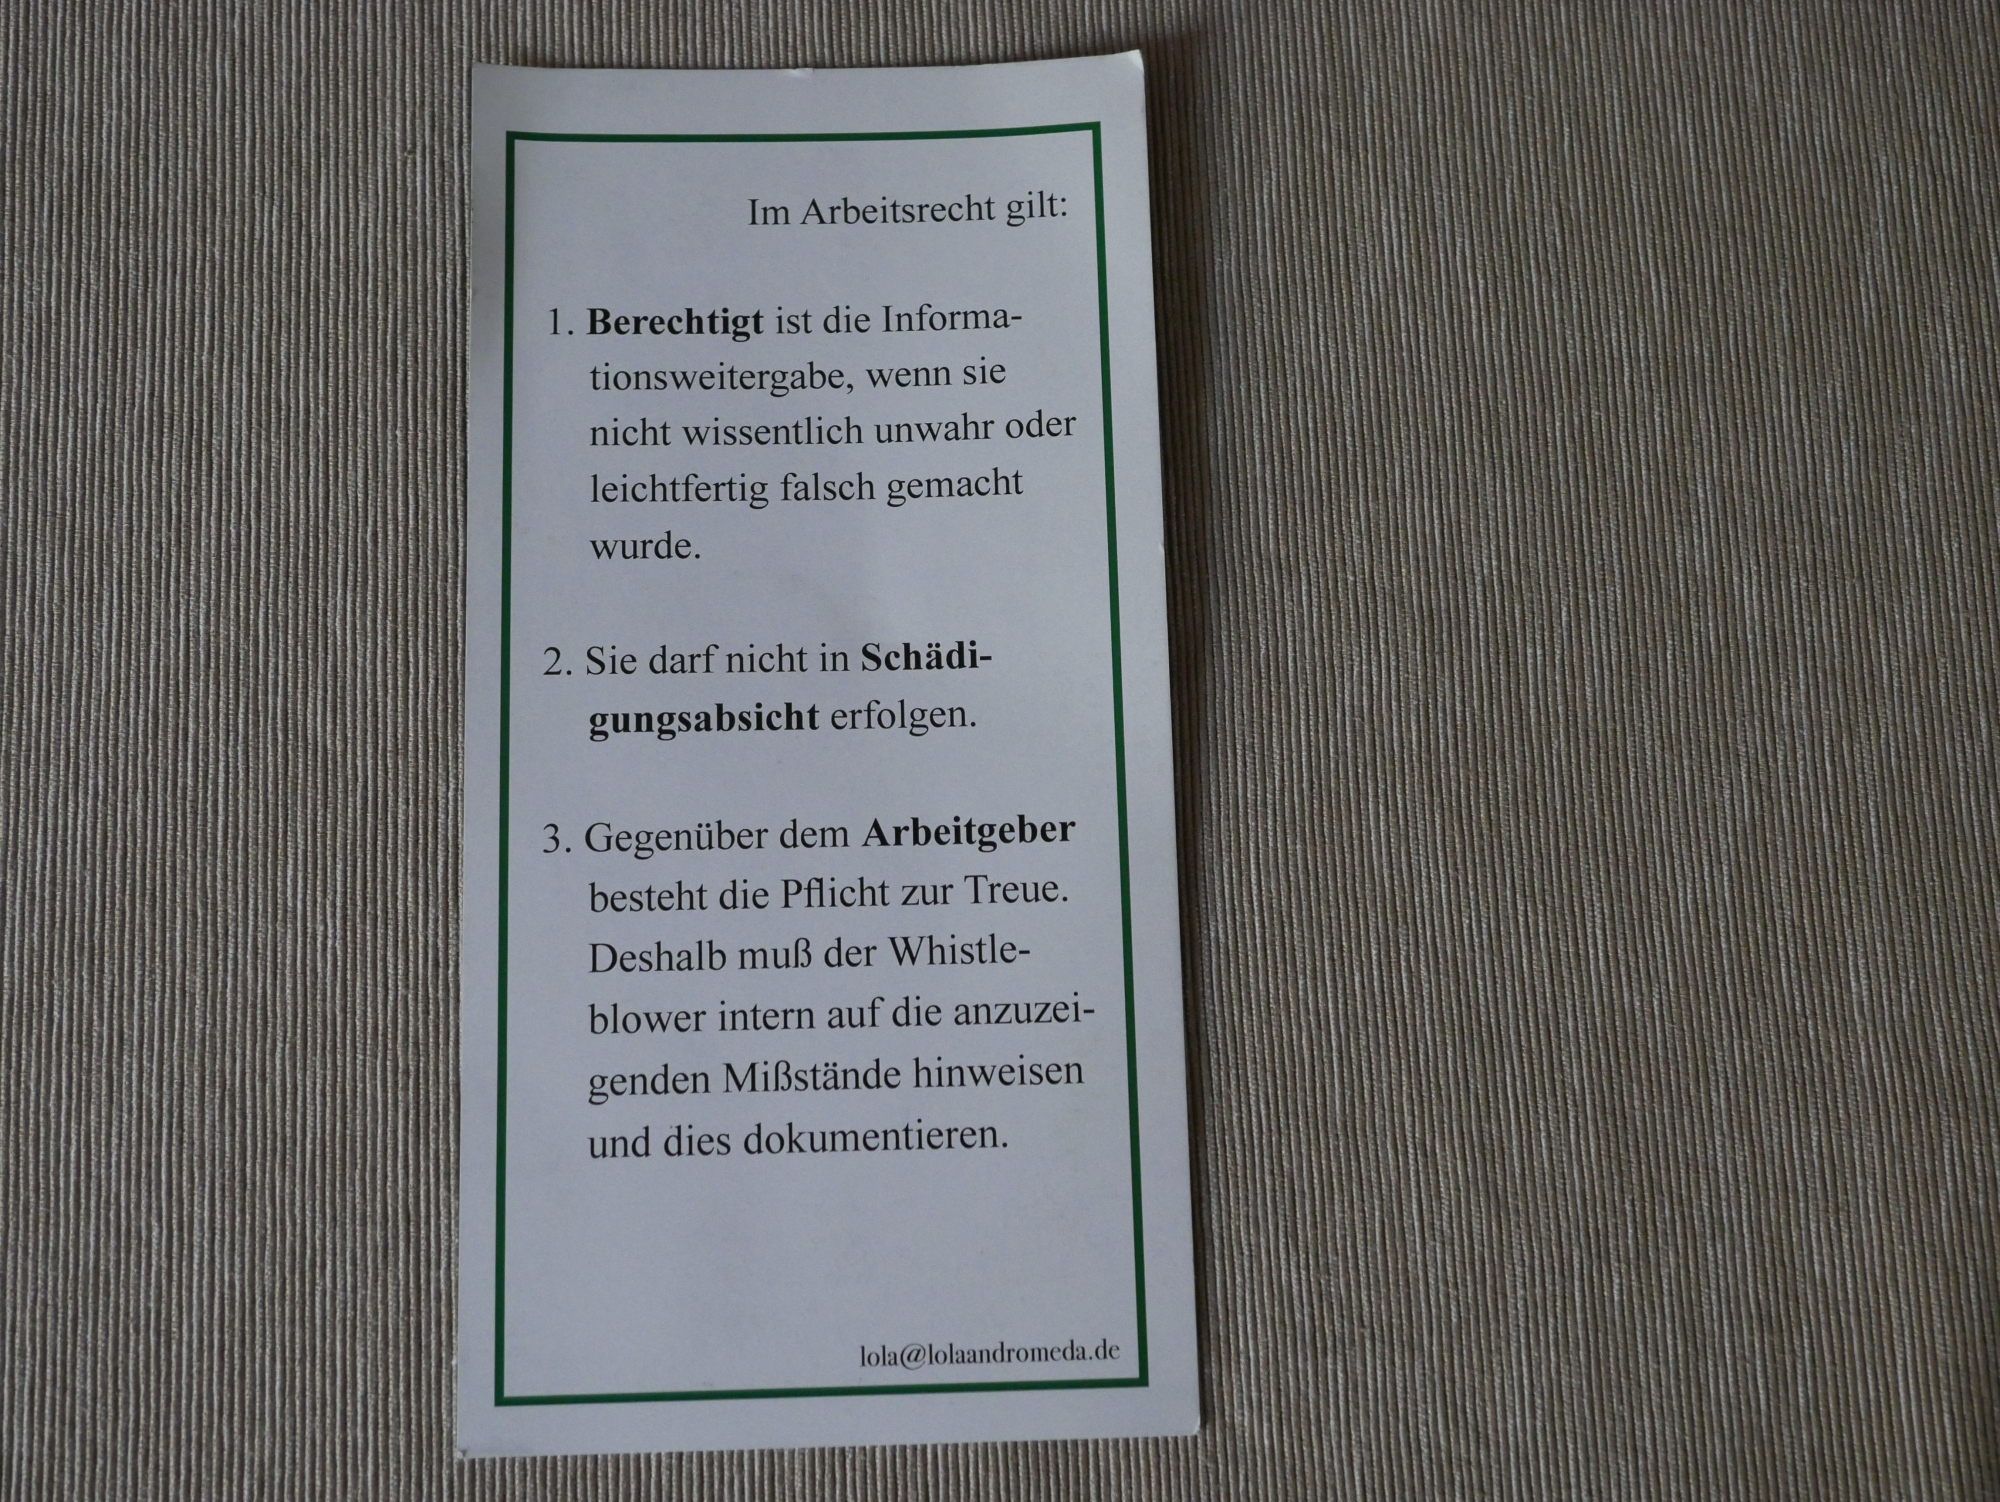 Im Arbeitsrecht gilt:
1. Berechtigt ist die Informa-
tionsweitergabe, wenn sie
nicht wissentlich unwahr oder
leichtfertig falsch gemacht
wurde.
2. Sie darf nicht in Schädi-
gungsabsicht erfolgen.
3. Gegenüber dem Arbeitgeber
besteht die Pflicht zur Treue.
Deshalb muß der Whistle-
blower intern auf die anzuzei-
genden Mißstände hinweisen
und dies dokumentieren.
lola@lolaandromeda.de